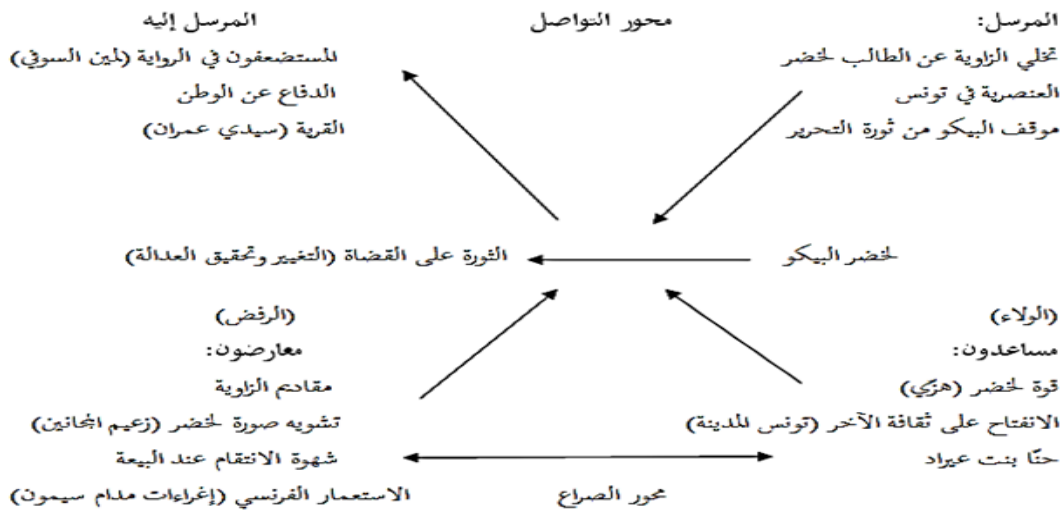 المرسل: محور التواصل المرسل إليه
تخلي الزاوية عن الطالب لخضر المستضعفون في الرواية (لمين السوفي)
العنصرية في تونس الدفاع عن الوطن
موقف البيكو من ثورة التحرير القرية (سيدي عمران)
لخضر البيكو الثورة على القضاة (التغيير وتحقيق العدالة)
(الولاء) (الرفض)
مساعدون: معارضون:
قوة لخضر (هزّي) مقاديم الزاوية
الانفتاح على ثقافة الآخر (تونس المدينة) تشويه صورة لخضر (زعيم المجانين)
حنّا بنت عيراد شهوة الانتقام عند البيعة
محور الصراع الاستعمار الفرنسي (إغراءات مدام سيمون)